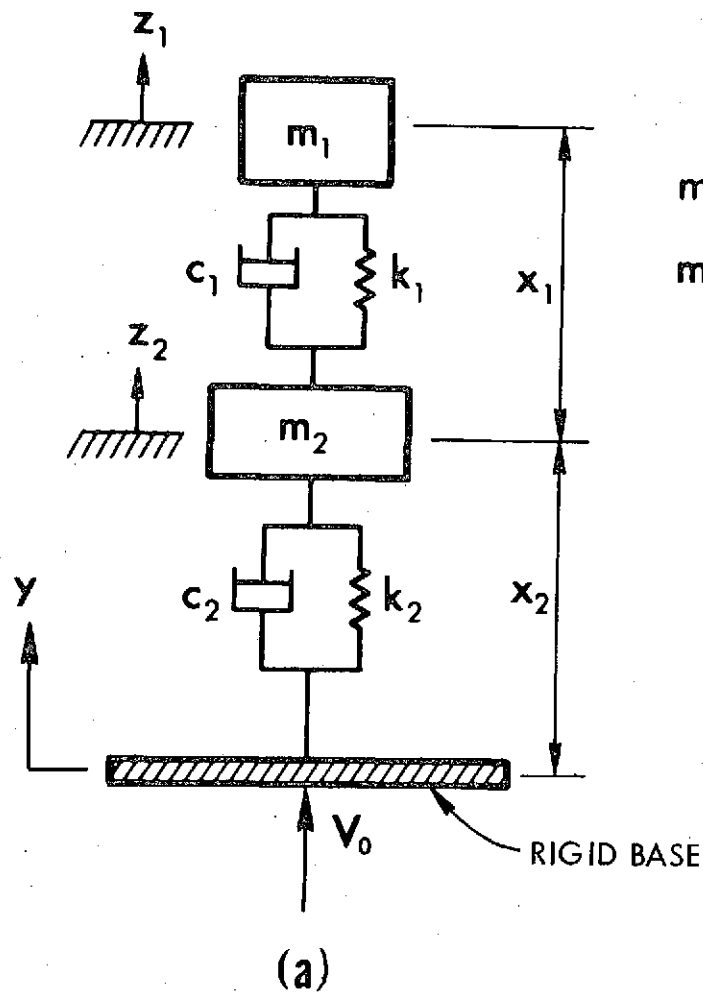 z₁
m₁
m
c₁
k₁
x₁
m
z₂
m₂
c₂
k₂
x₂
y
V₀
RIGID BASE
(a)